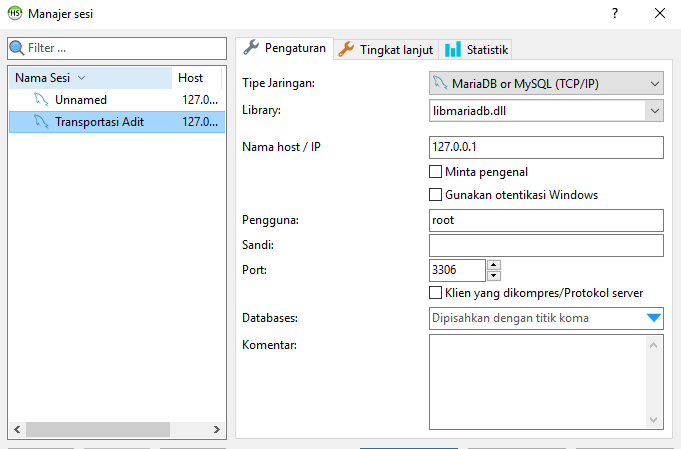 HS Manajer sesi ?
Filter ...
Nama Sesi Host
Unnamed 127.0...
Transportasi Adit 127.0...
Pengaturan Tingkat lanjut Statistik
Tipe Jaringan: MariaDB or MySQL (TCP/IP)
Library: libmariadb.dll
Nama host / IP 127.0.0.1
Minta pengenal
Gunakan otentikasi Windows
Pengguna: root
Sandi:
Port: 3306
Klien yang dikompres/Protokol server
Databases: Dipisahkan dengan titik koma
Komentar: